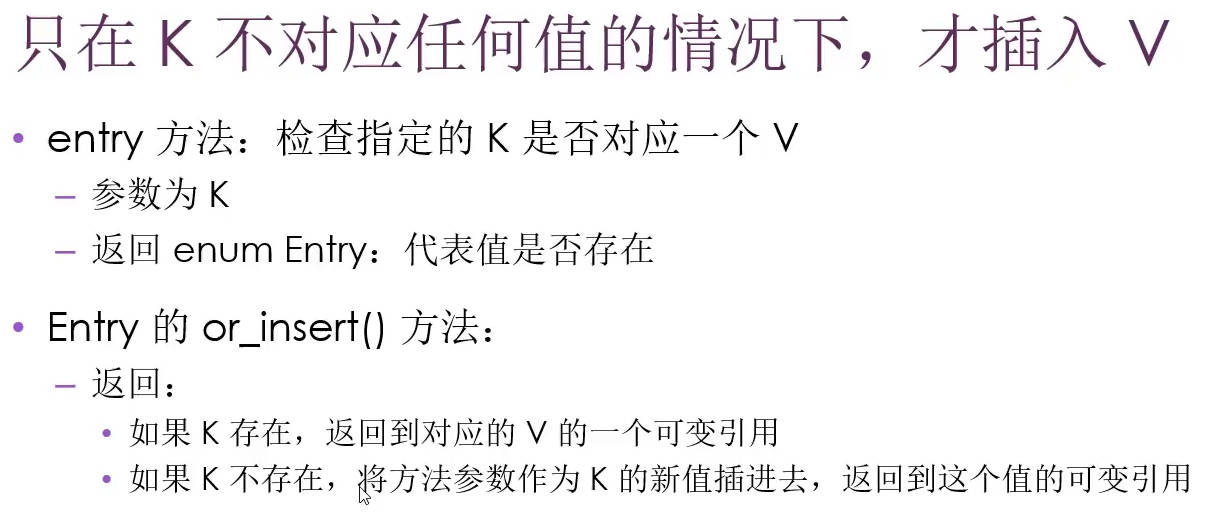 只在 K 不对应任何值的情况下，才插入 V
• entry 方法：检查指定的 K 是否对应一个 V
– 参数为 K
– 返回 enum Entry：代表值是否存在
• Entry 的 or_insert() 方法：
– 返回：
• 如果 K 存在，返回到对应的 V 的一个可变引用
• 如果 K 不存在，将方法参数作为 K 的新值插进去，返回到这个值的可变引用